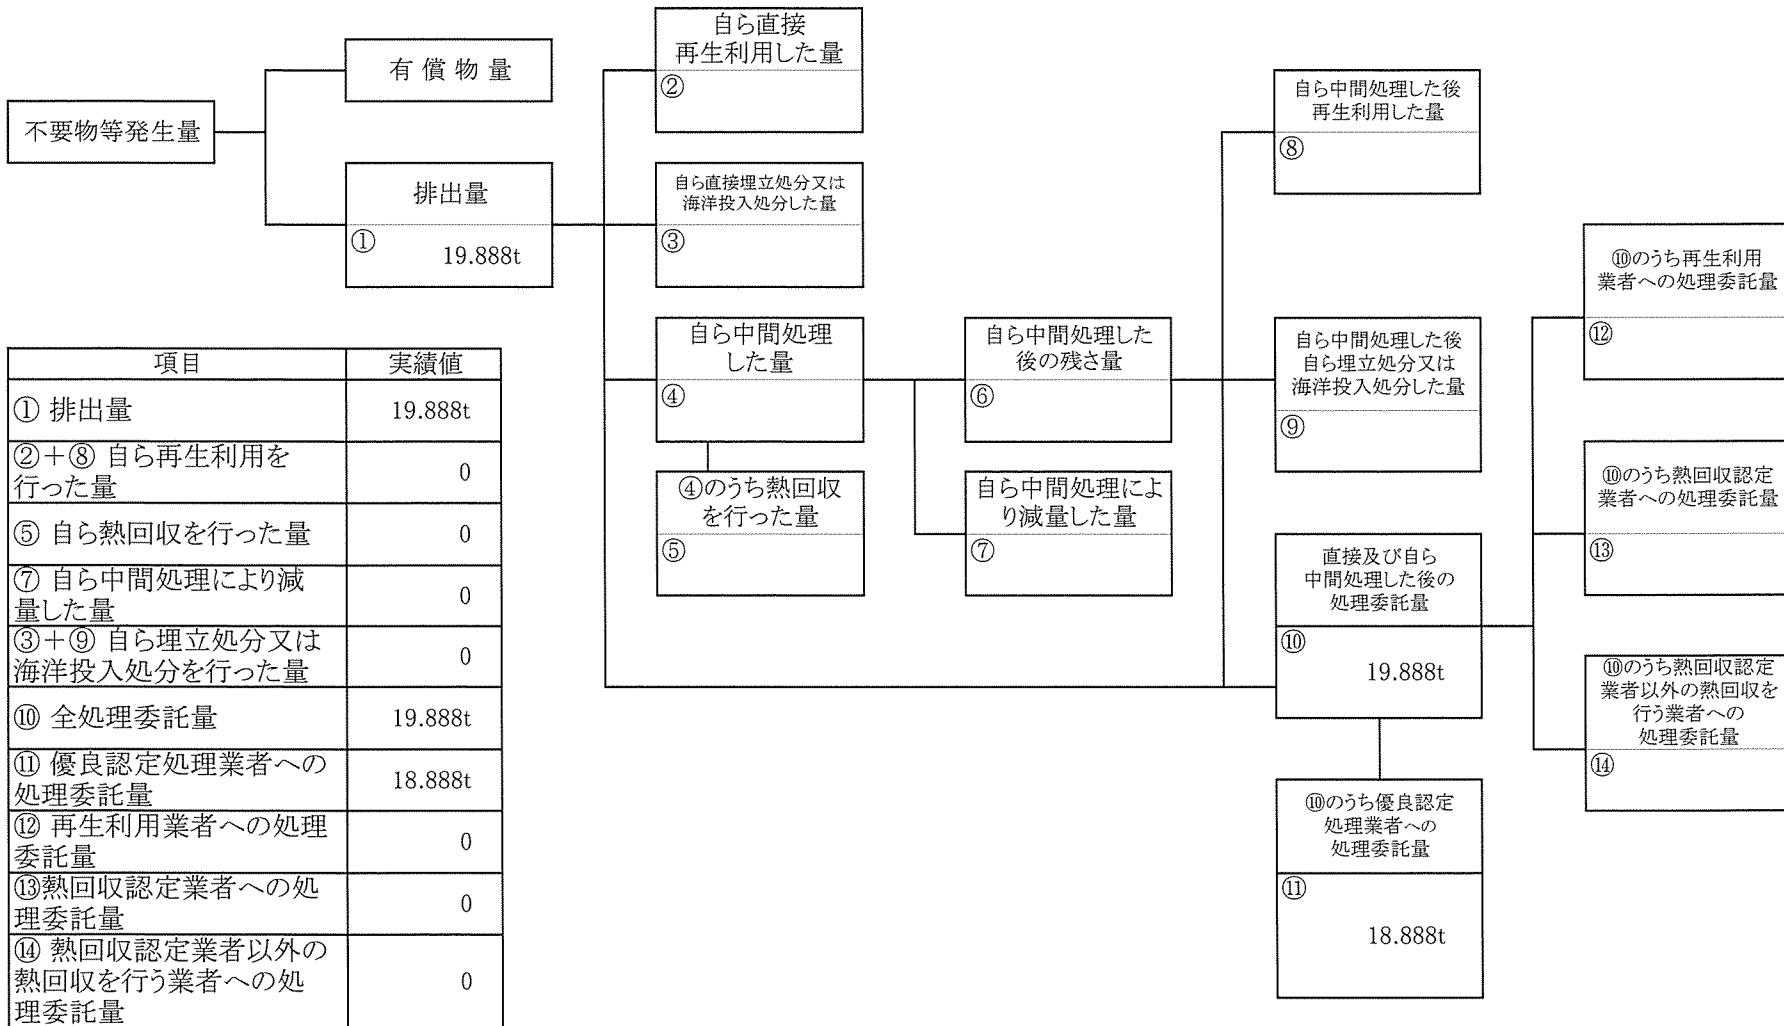 不要物等発生量
有償物量
排出量
①
19.888t
自ら直接
再生利用した量
②
自ら直接埋立処分又は
海洋投入処分した量
③
自ら中間処理
した量
④
④のうち熱回収
を行った量
⑤
自ら中間処理した
後の残さ量
⑥
自ら中間処理によ
り減量した量
⑦
自ら中間処理した後
再生利用した量
⑧
自ら中間処理した後
自ら埋立処分又は
海洋投入処分した量
⑨
直接及び自ら
中間処理した後の
処理委託量
⑩
19.888t
⑩のうち優良認定
処理業者への
処理委託量
⑪
18.888t
⑩のうち再生利用
業者への処理委託量
⑫
⑩のうち熱回収認定
業者への処理委託量
⑬
⑩のうち熱回収認定
業者以外の熱回収を
行う業者への
処理委託量
⑭
項目 実績値
① 排出量 19.888t
②+⑧ 自ら再生利用を
行った量 0
⑤ 自ら熱回収を行った量 0
⑦ 自ら中間処理により減
量した量 0
③+⑨ 自ら埋立処分又は
海洋投入処分を行った量 0
⑩ 全処理委託量 19.888t
⑪ 優良認定処理業者への
処理委託量 18.888t
⑫ 再生利用業者への処理
委託量 0
⑬熱回収認定業者への処
理委託量 0
⑭ 熱回収認定業者以外の
熱回収を行う業者への処
理委託量 0